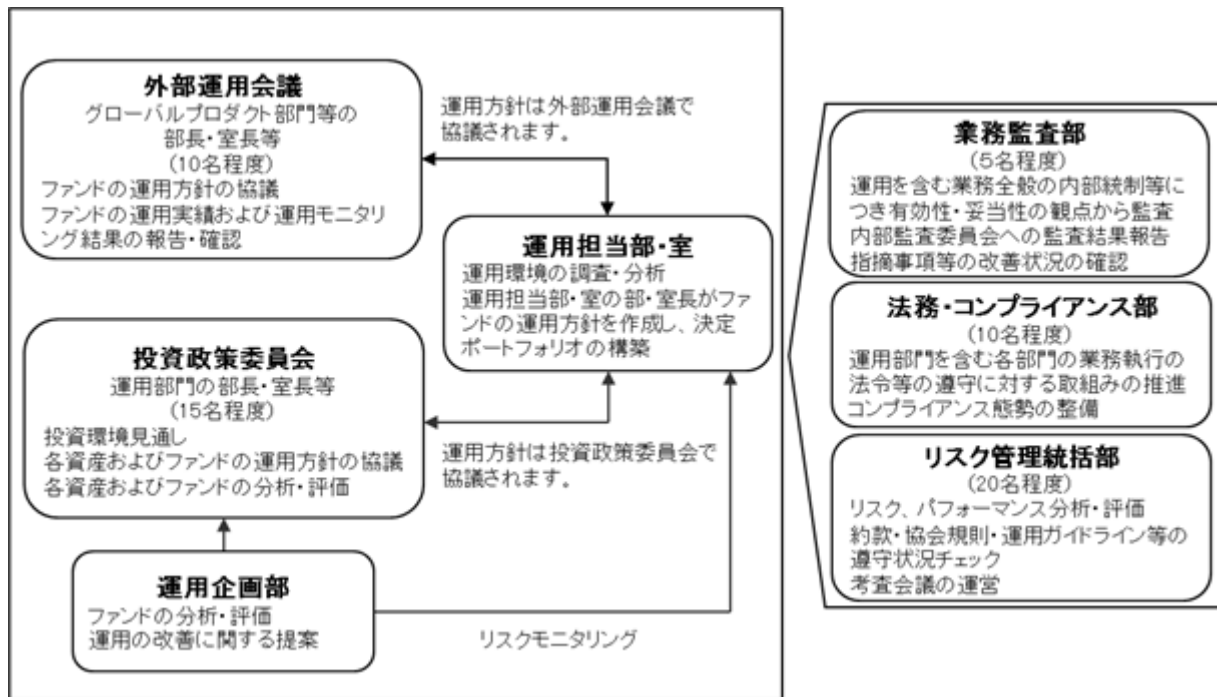 外部運用会議
グローバルプロダクト部門等の
部長・室長等
(10名程度)
ファンドの運用方針の協議
ファンドの運用実績および運用モニタリ
ング結果の報告・確認
運用方針は外部運用会議で
協議されます。
運用担当部・室
運用環境の調査・分析
運用担当部・室の部・室長がファ
ンドの運用方針を作成し、決定
ポートフォリオの構築
投資政策委員会
運用部門の部長・室長等
(15名程度)
投資環境見通し
各資産およびファンドの運用方針の協議
各資産およびファンドの分析・評価
運用方針は投資政策委員会で
協議されます。
運用企画部
ファンドの分析・評価
運用の改善に関する提案
リスクモニタリング
業務監査部
(5名程度)
運用を含む業務全般の内部統制等に
つき有効性・妥当性の観点から監査
内部監査委員会への監査結果報告
指摘事項等の改善状況の確認
法務・コンプライアンス部
(10名程度)
運用部門を含む各部門の業務執行の
法令等の遵守に対する取組みの推進
コンプライアンス態勢の整備
リスク管理統括部
(20名程度)
リスク、パフォーマンス分析・評価
約款・協会規則・運用ガイドライン等の
遵守状況チェック
考査会議の運営